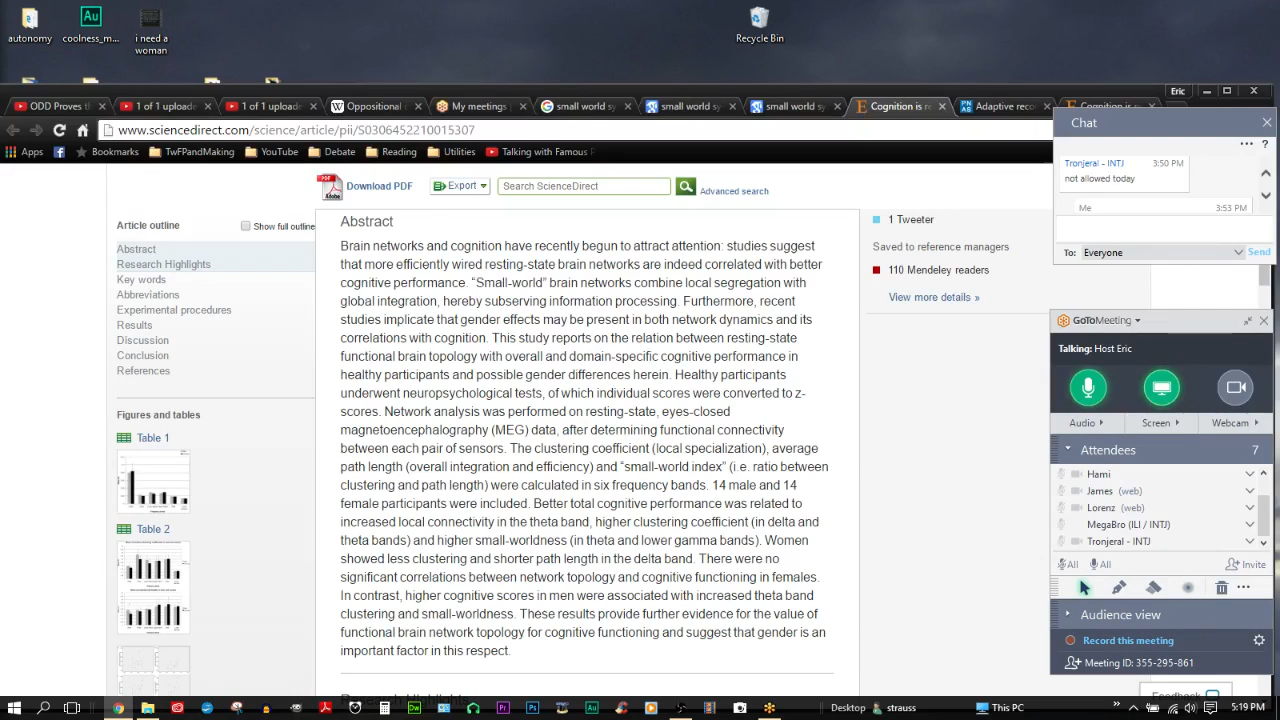 autonomy
coolness_m...
i need a
woman
Recycle Bin
Eric
ODD Proves th
1 of 1 uploade
1 of 1 uploade
Oppositional
My meetings
small world sy
small world sy
small world sy
Cognition is re
Adaptive reco
Cognition is
www.sciencedirect.com/science/article/pii/S0306452210015307
Apps
Bookmarks
TwFPAndMaking
YouTube
Debate
Reading
Utilities
Talking with Famous
Download PDF
Export
Search ScienceDirect
Advanced search
Article outline
Show full outline
Abstract
Research Highlights
Key words
Abbreviations
Experimental procedures
Results
Discussion
Conclusion
References
Figures and tables
Table 1
Table 2
Abstract
Brain networks and cognition have recently begun to attract attention: studies suggest
that more efficiently wired resting-state brain networks are indeed correlated with better
cognitive performance. “Small-world” brain networks combine local segregation with
global integration, hereby subserving information processing. Furthermore, recent
studies implicate that gender effects may be present in both network dynamics and its
correlations with cognition. This study reports on the relation between resting-state
functional brain topology with overall and domain-specific cognitive performance in
healthy participants and possible gender differences herein. Healthy participants
underwent neuropsychological tests, of which individual scores were converted to z-
scores. Network analysis was performed on resting-state, eyes-closed
magnetoencephalography (MEG) data, after determining functional connectivity
between each pair of sensors. The clustering coefficient (local specialization), average
path length (overall integration and efficiency) and “small-world index” (i.e. ratio between
clustering and path length) were calculated in six frequency bands. 14 male and 14
female participants were included. Better total cognitive performance was related to
increased local connectivity in the theta band, higher clustering coefficient (in delta and
theta bands) and higher small-worldness (in theta and lower gamma bands). Women
showed less clustering and shorter path length in the delta band. There were no
significant correlations between network topology and cognitive functioning in females.
In contrast, higher cognitive scores in men were associated with increased theta band
clustering and small-worldness. These results provide further evidence for the value of
functional brain network topology for cognitive functioning and suggest that gender is an
important factor in this respect.
Research Highlights
1 Tweeter
Saved to reference managers
110 Mendeley readers
View more details »
Chat
Tronjeral - INTJ 3:50 PM
not allowed today
Me 3:53 PM
To: Everyone Send
GoToMeeting
Talking: Host Eric
Audio
Screen
Webcam
Attendees 7
Hami
James (web)
Lorenz (web)
MegaBro (ILI / INTJ)
Tronjeral - INTJ
All
All
Invite
Audience view
Record this meeting
Meeting ID: 355-295-861
Feedback
Desktop
strauss
This PC
5:19 PM